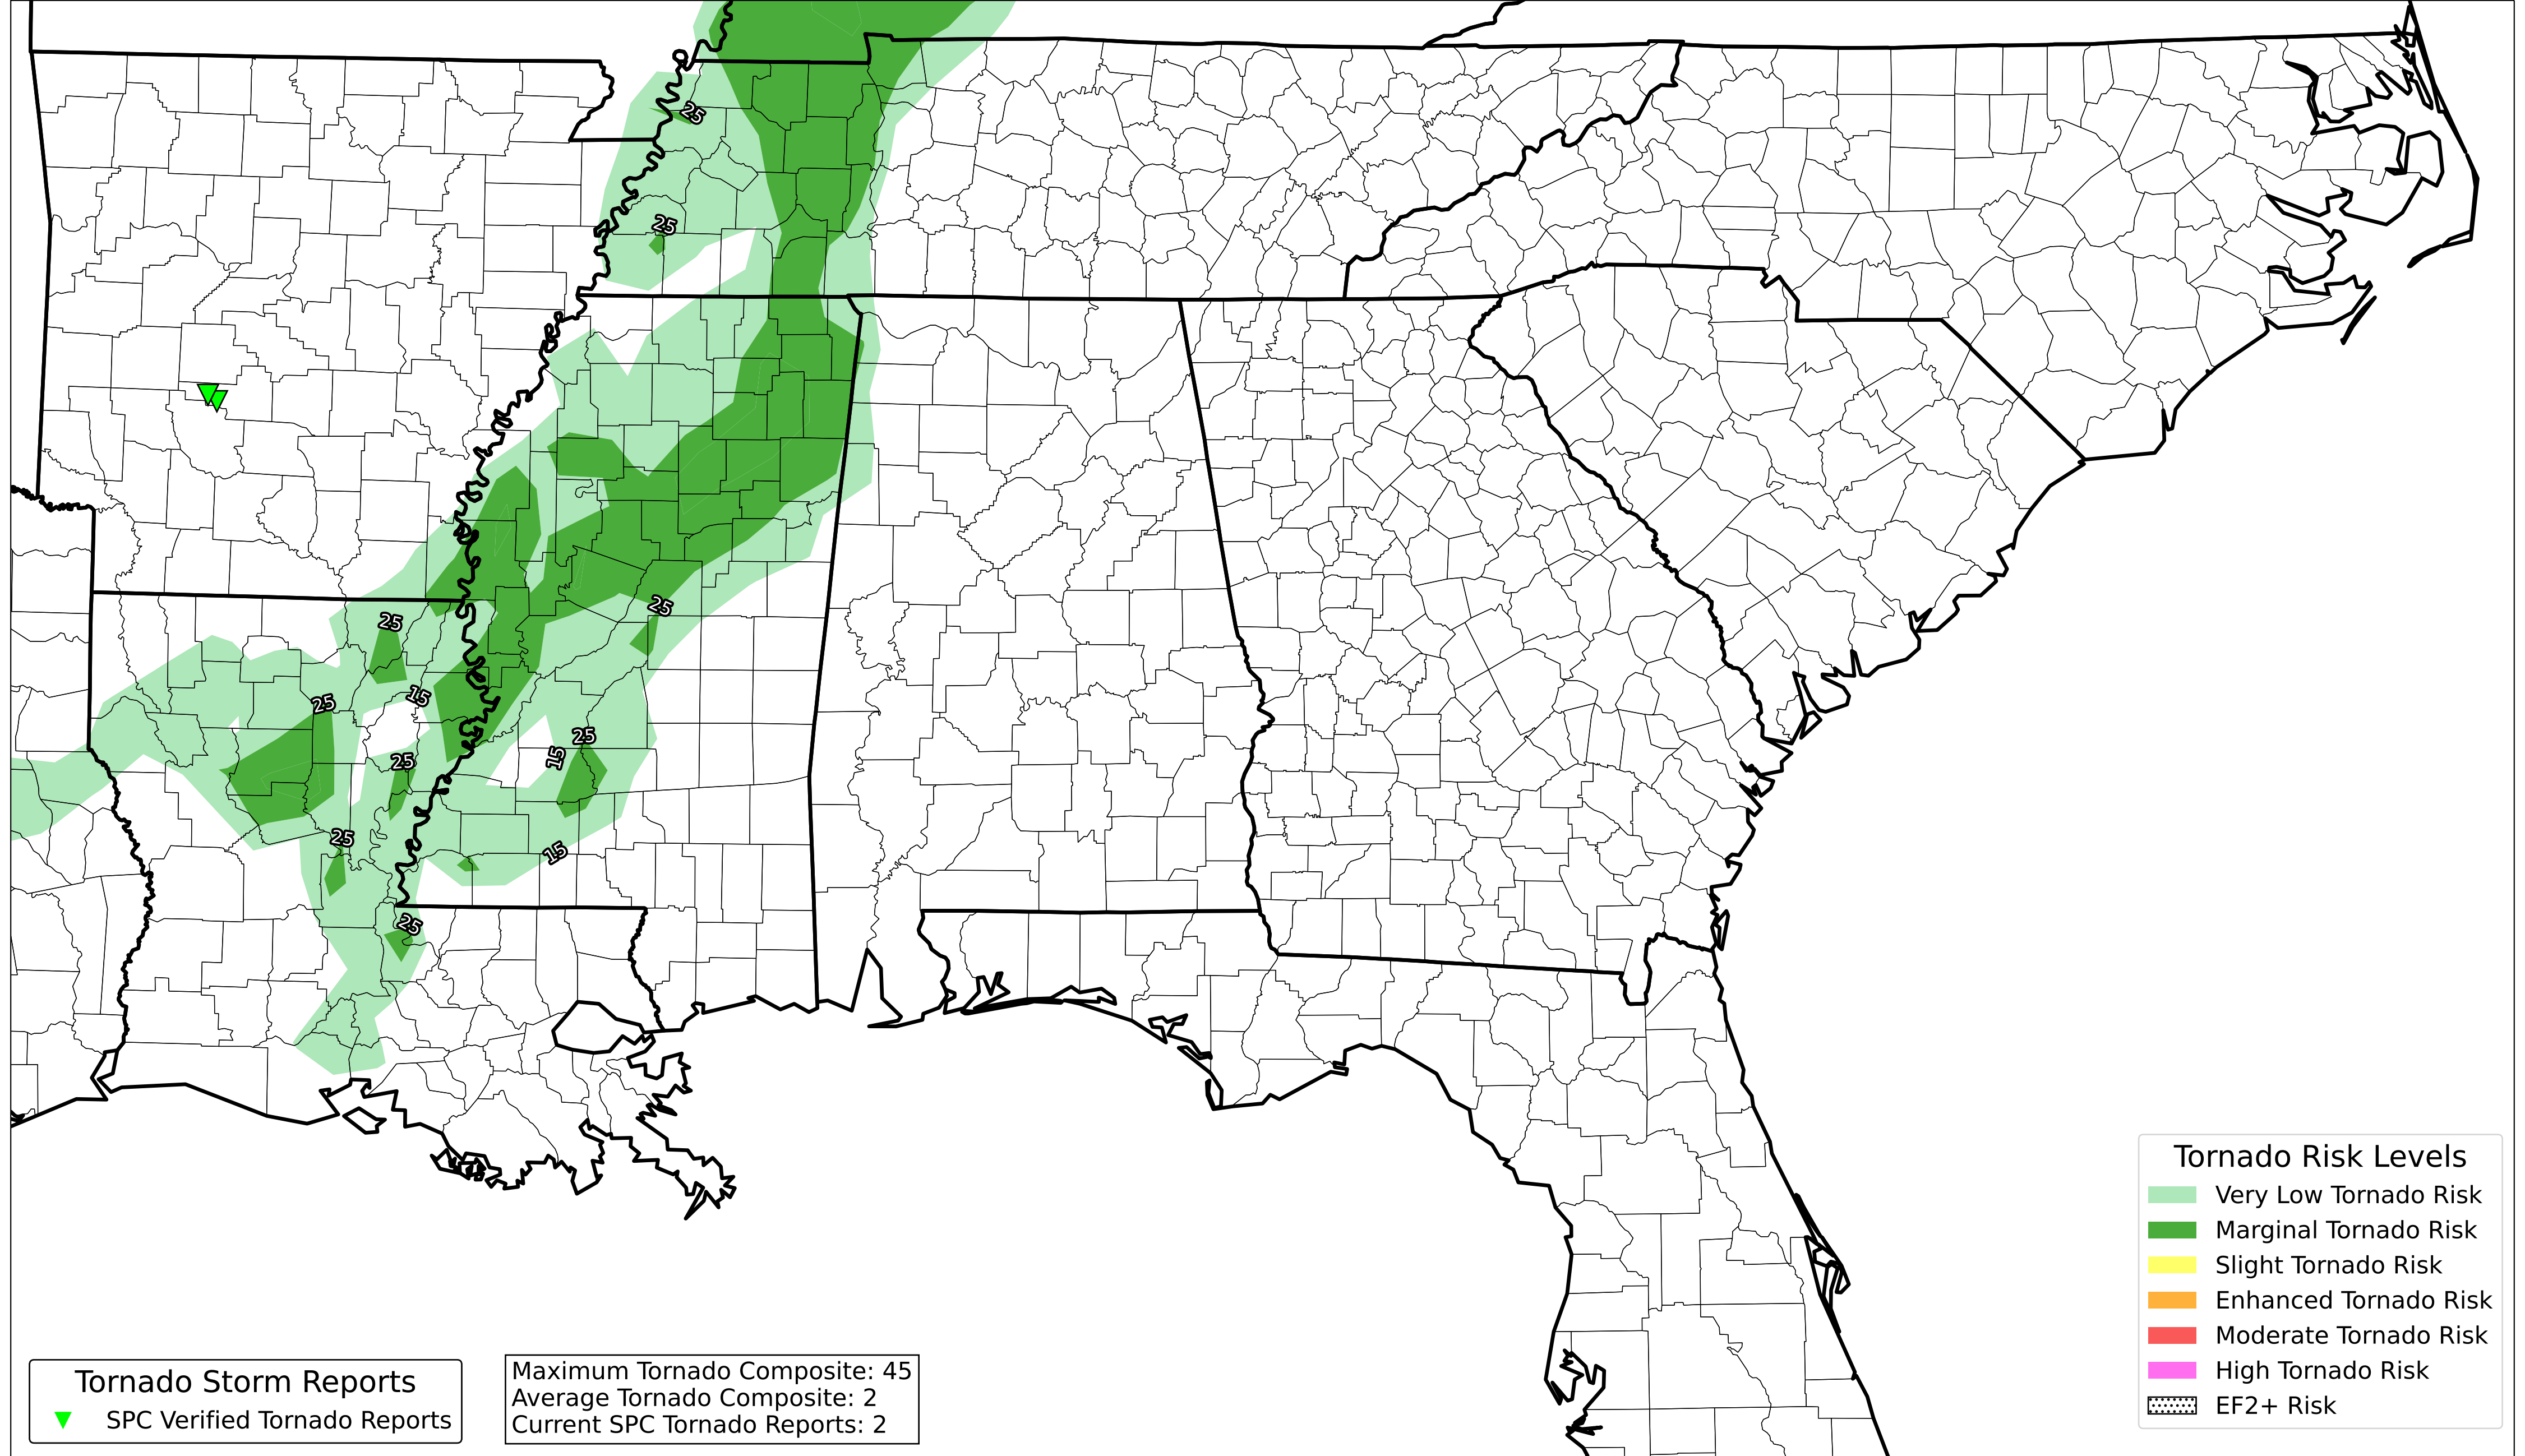 25
25
25
25
15
25
25
15
25
25
15
25
Tornado Risk Levels
Very Low Tornado Risk
Marginal Tornado Risk
Slight Tornado Risk
Enhanced Tornado Risk
Moderate Tornado Risk
High Tornado Risk
EF2+ Risk
Tornado Storm Reports
SPC Verified Tornado Reports
Maximum Tornado Composite: 45
Average Tornado Composite: 2
Current SPC Tornado Reports: 2